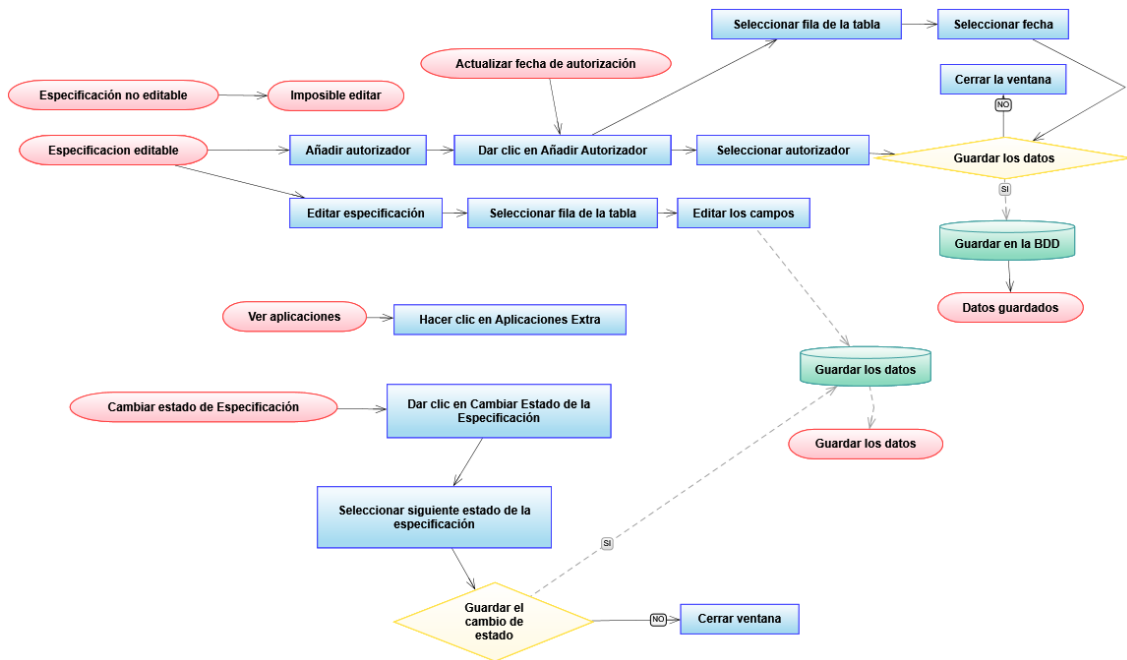 Seleccionar fila de la tabla
Seleccionar fecha
Actualizar fecha de autorización
Cerrar la ventana
Especificación no editable
Imposible editar
NO
Especificacion editable
Añadir autorizador
Dar clic en Añadir Autorizador
Seleccionar autorizador
Guardar los datos
SI
Editar especificación
Seleccionar fila de la tabla
Editar los campos
Guardar en la BDD
Datos guardados
Ver aplicaciones
Hacer clic en Aplicaciones Extra
Guardar los datos
Cambiar estado de Especificación
Dar clic en Cambiar Estado de la
Especificación
Guardar los datos
Seleccionar siguiente estado de la
especificación
SI
Guardar el
cambio de
estado
NO
Cerrar ventana